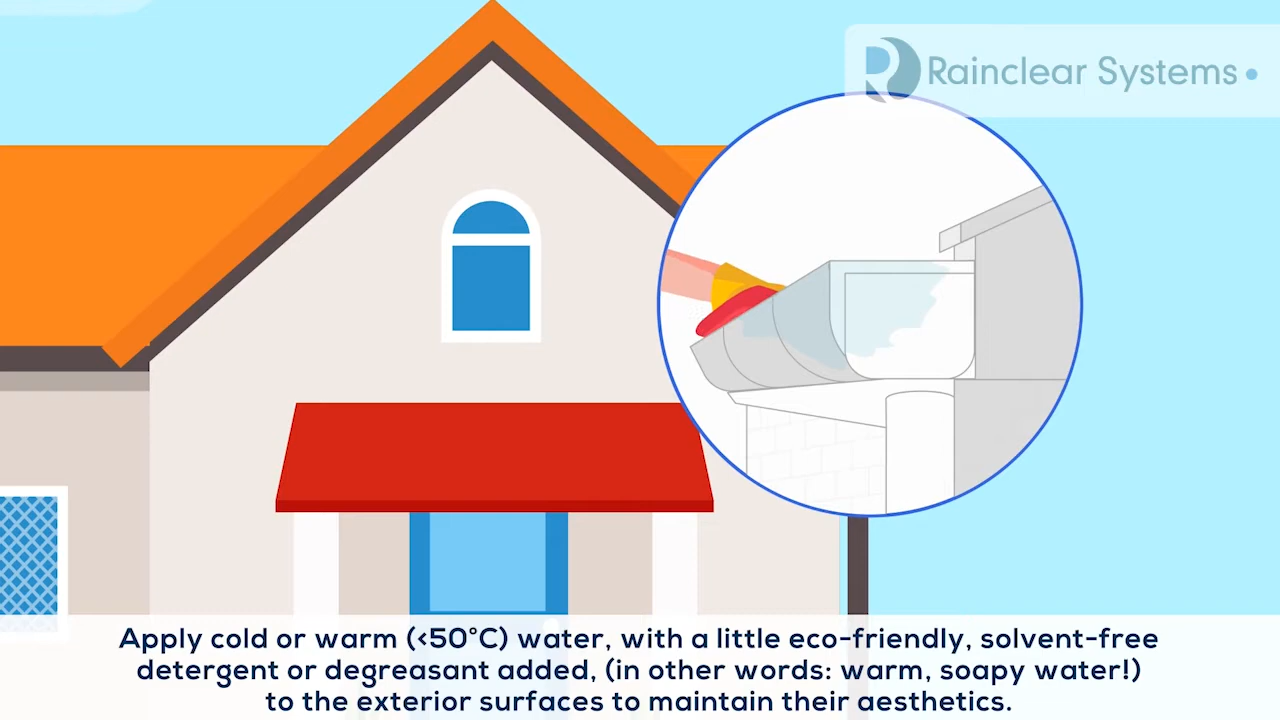 Rainclear Systems
Apply cold or warm (<50°C) water, with a little eco-friendly, solvent-free
detergent or degreasant added, (in other words: warm, soapy water!)
to the exterior surfaces to maintain their aesthetics.